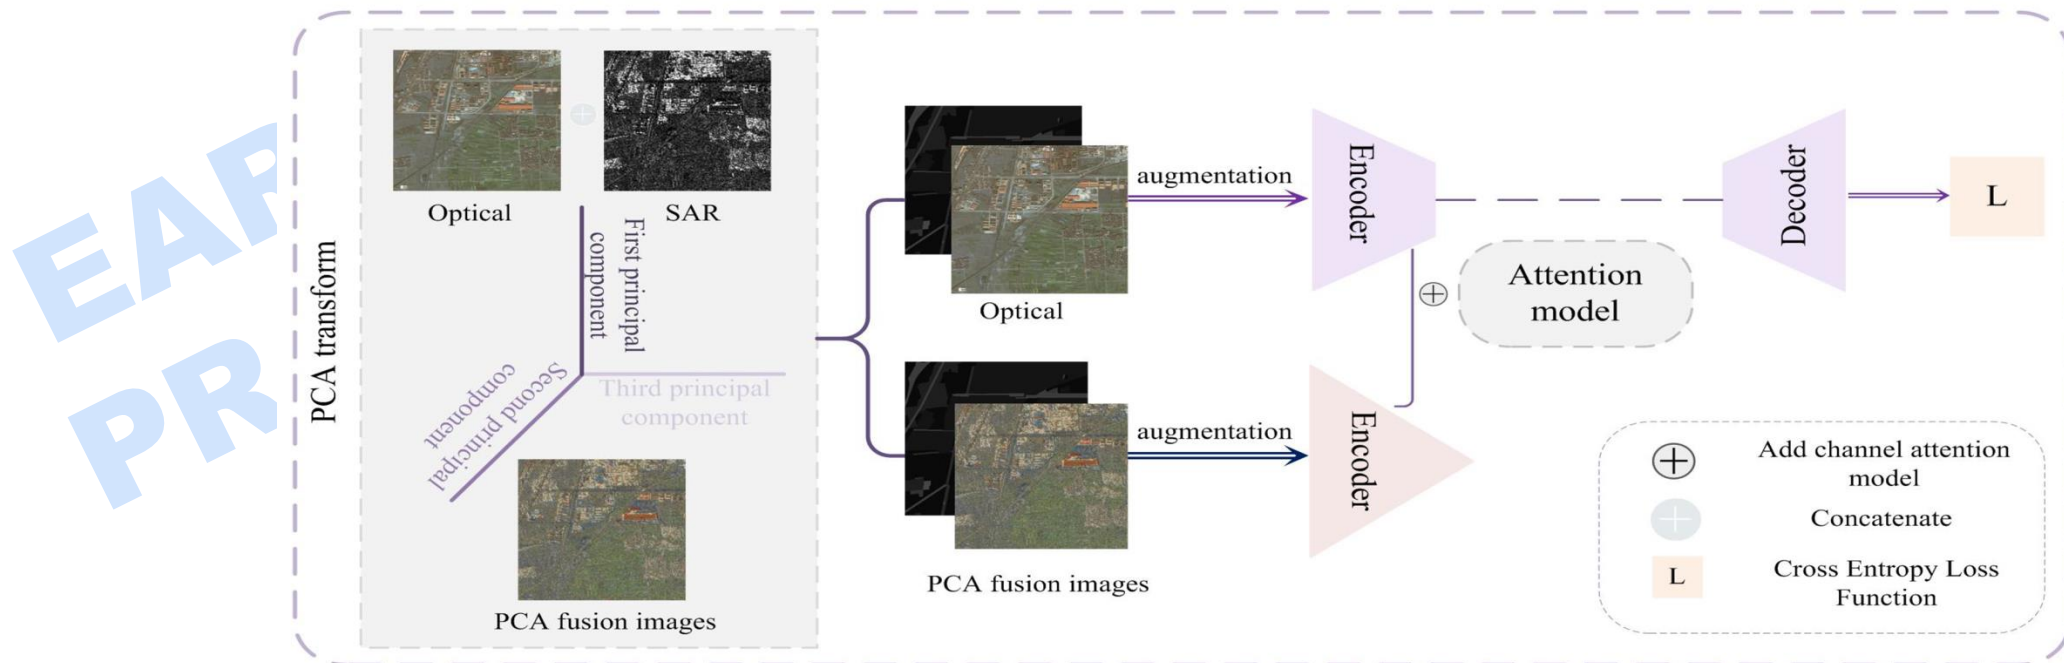 EAR
PR
PCA transform
Optical
SAR
First principal
component
Second principal
component
Third principal
component
PCA fusion images
Optical
PCA fusion images
augmentation
augmentation
Encoder
Encoder
Attention
model
Decoder
L
Add channel attention
model
Concatenate
L
Cross Entropy Loss
Function